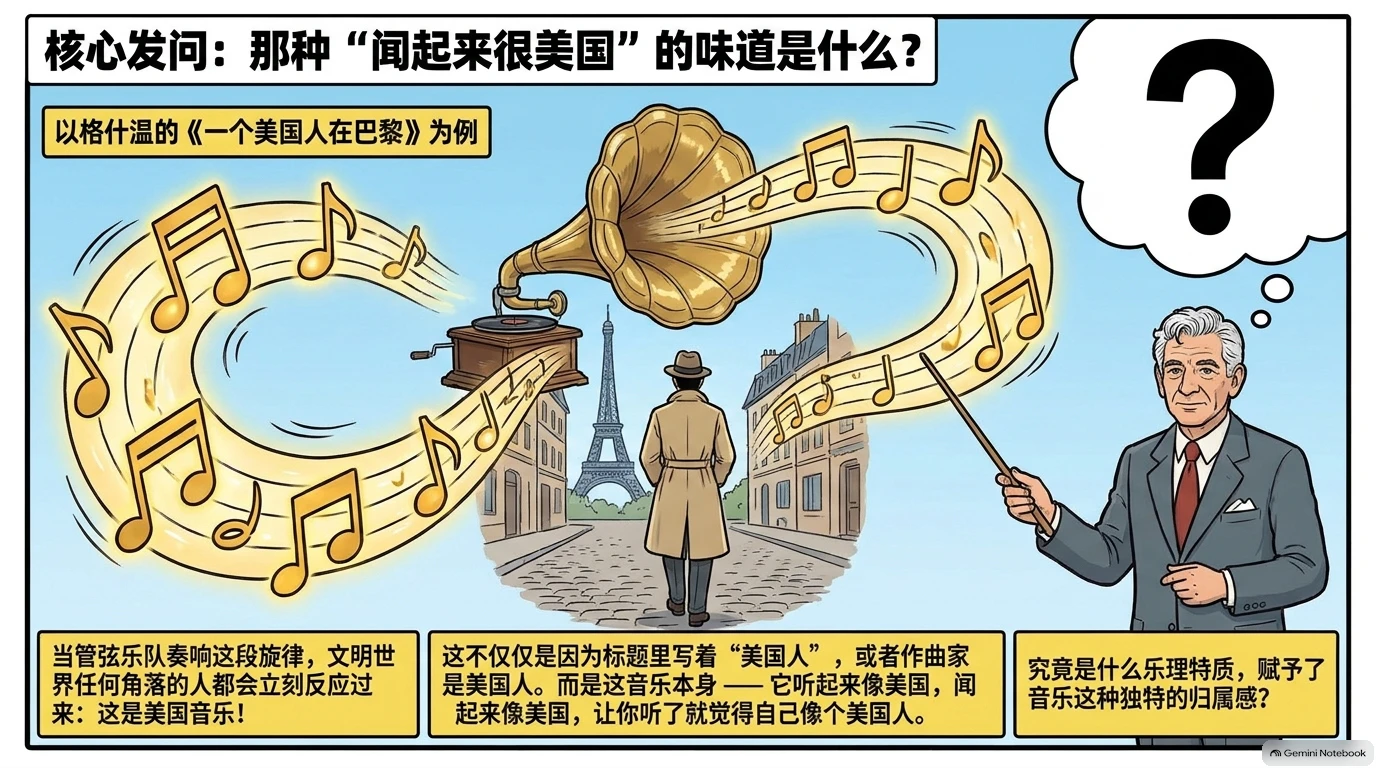 核心发问：那种“闻起来很美国”的味道是什么？
以格什温的《一个美国人在巴黎》为例
?
当管弦乐队奏响这段旋律，文明世
界任何角落的人都会立刻反应过
来：这是美国音乐！
这不仅仅是因为标题里写着“美国人”，或者作曲家
是美国人。而是这音乐本身 —— 它听起来像美国，闻
起来像美国，让你听了就觉得自己像个美国人。
究竟是什么乐理特质，赋予了
音乐这种独特的归属感？
Gemini Notebook